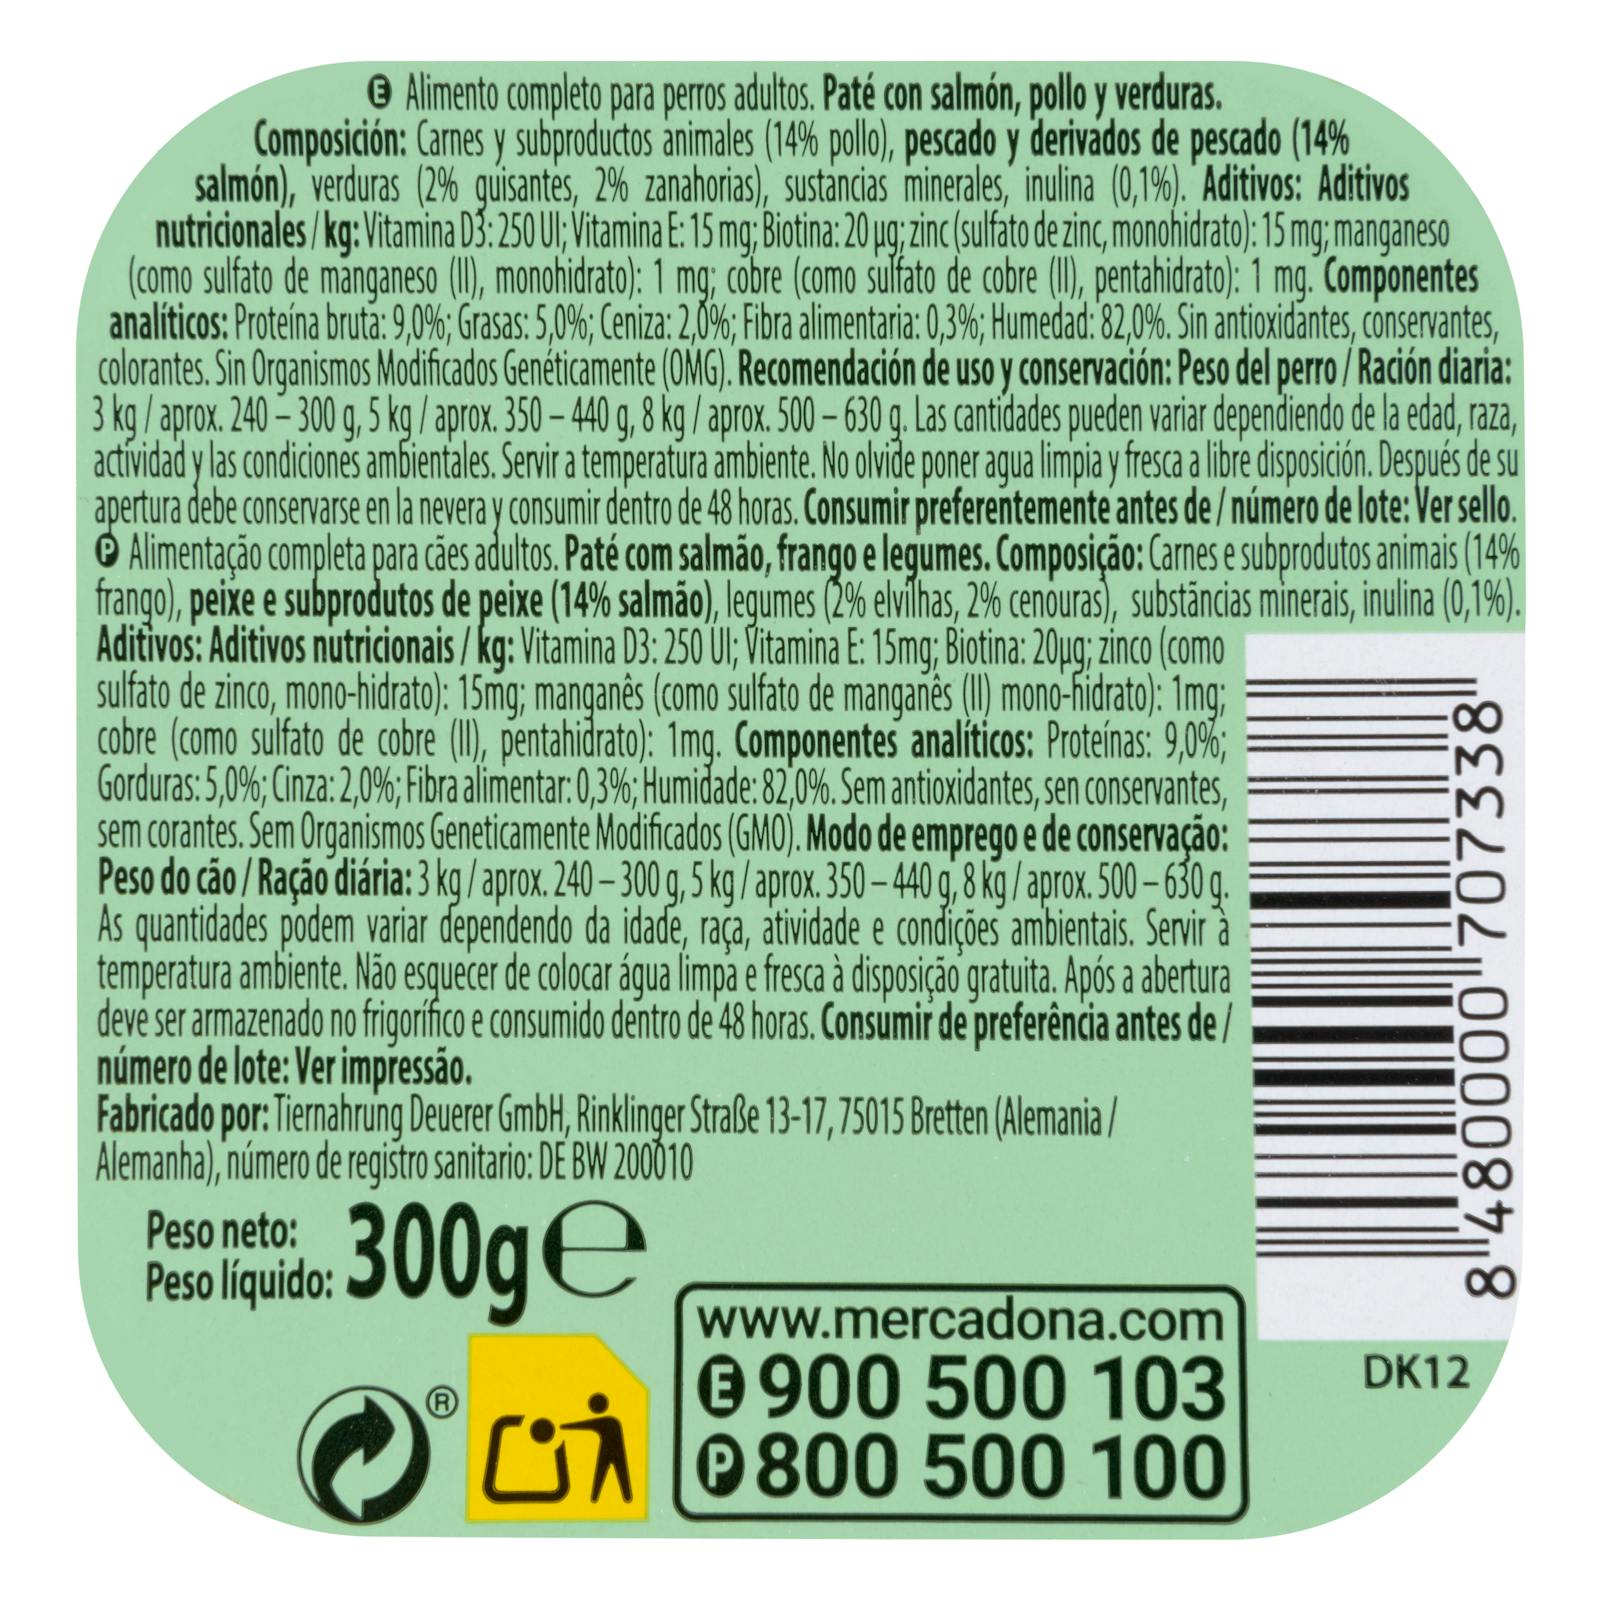 E Alimento completo para perros adultos. Paté con salmón, pollo y verduras.
Composición: Carnes y subproductos animales (14% pollo), pescado y derivados de pescado (14%
salmón), verduras (2% guisantes, 2% zanahorias), sustancias minerales, inulina (0,1%). Aditivos: Aditivos
nutricionales / kg: Vitamina D3: 250 UI; Vitamina E: 15 mg; Biotina: 20 µg; zinc (sulfato de zinc, monohidrato): 15 mg; manganeso
(como sulfato de manganeso (II), monohidrato): 1 mg; cobre (como sulfato de cobre (II), pentahidrato): 1 mg. Componentes
analíticos: Proteína bruta: 9,0%; Grasas: 5,0%; Ceniza: 2,0%; Fibra alimentaria: 0,3%; Humedad: 82,0%. Sin antioxidantes, conservantes,
colorantes. Sin Organismos Modificados Genéticamente (OMG). Recomendación de uso y conservación: Peso del perro / Ración diaria:
3 kg / aprox. 240 – 300 g, 5 kg / aprox. 350 – 440 g, 8 kg / aprox. 500 – 630 g. Las cantidades pueden variar dependiendo de la edad, raza,
actividad y las condiciones ambientales. Servir a temperatura ambiente. No olvide poner agua limpia y fresca a libre disposición. Después de su
apertura debe conservarse en la nevera y consumir dentro de 48 horas. Consumir preferentemente antes de / número de lote: Ver sello.
P Alimentação completa para cães adultos. Paté com salmão, frango e legumes. Composição: Carnes e subprodutos animais (14%
frango), peixe e subprodutos de peixe (14% salmão), legumes (2% elvilhas, 2% cenouras), substãncias minerais, inulina (0,1%).
Aditivos: Aditivos nutricionais / kg: Vitamina D3: 250 UI; Vitamina E: 15mg; Biotina: 20µg; zinco (como
sulfato de zinco, mono-hidrato): 15mg; manganês (como sulfato de manganês (II) mono-hidrato): 1mg;
cobre (como sulfato de cobre (II), pentahidrato): 1mg. Componentes analíticos: Proteínas: 9,0%;
Gorduras: 5,0%; Cinza: 2,0%; Fibra alimentar: 0,3%; Humidade: 82,0%. Sem antioxidantes, sen conservantes,
sem corantes. Sem Organismos Geneticamente Modificados (GMO). Modo de emprego e de conservação:
Peso do cão / Ração diária: 3 kg / aprox. 240 – 300 g, 5 kg / aprox. 350 – 440 g, 8 kg / aprox. 500 – 630 g.
As quantidades podem variar dependendo da idade, raça, atividade e condições ambientais. Servir à
temperatura ambiente. Não esquecer de colocar água limpa e fresca à disposição gratuita. Após a abertura
deve ser armazenado no frigorífico e consumido dentro de 48 horas. Consumir de preferência antes de /
número de lote: Ver impressão.
Fabricado por: Tiernahrung Deuerer GmbH, Rinklinger Straße 13-17, 75015 Bretten (Alemania /
Alemanha), número de registro sanitario: DE BW 200010
Peso neto:
Peso líquido: 300g e
www.mercadona.com
E 900 500 103
P 800 500 100
®
8 480000 707338
DK12